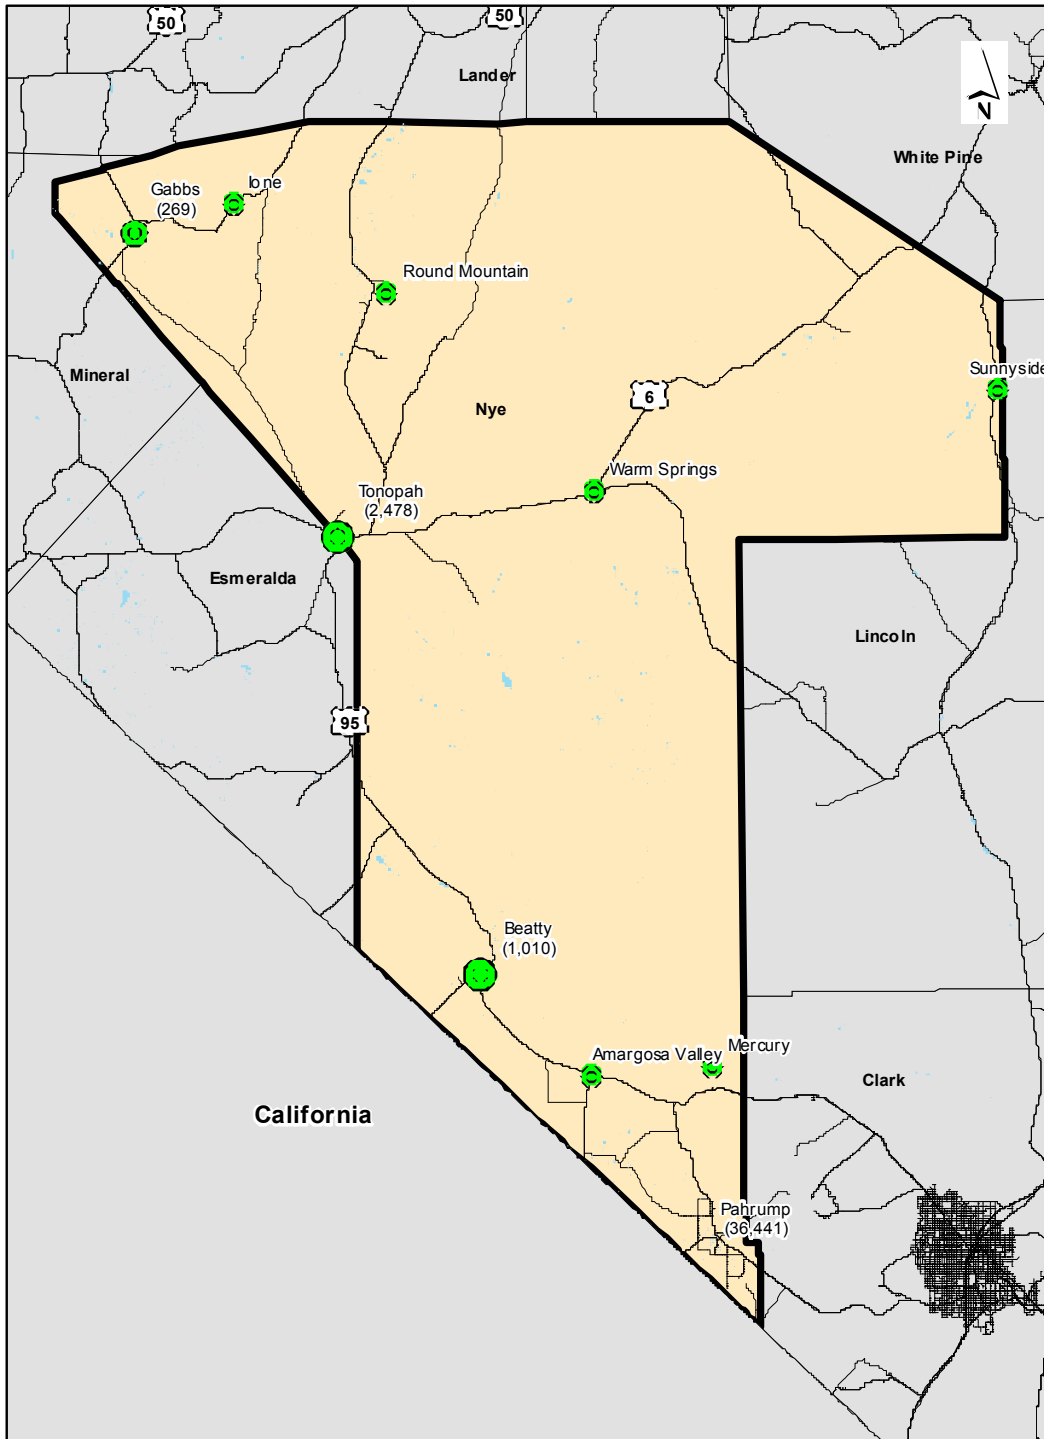 50
50
Lander
N
White Pine
Gabbs
(269)
Ione
Round Mountain
Mineral
Sunnyside
6
Nye
Warm Springs
Tonopah
(2,478)
Esmeralda
Lincoln
95
Beatty
(1,010)
Amargosa Valley
Mercury
Clark
California
Pahrump
(36,441)